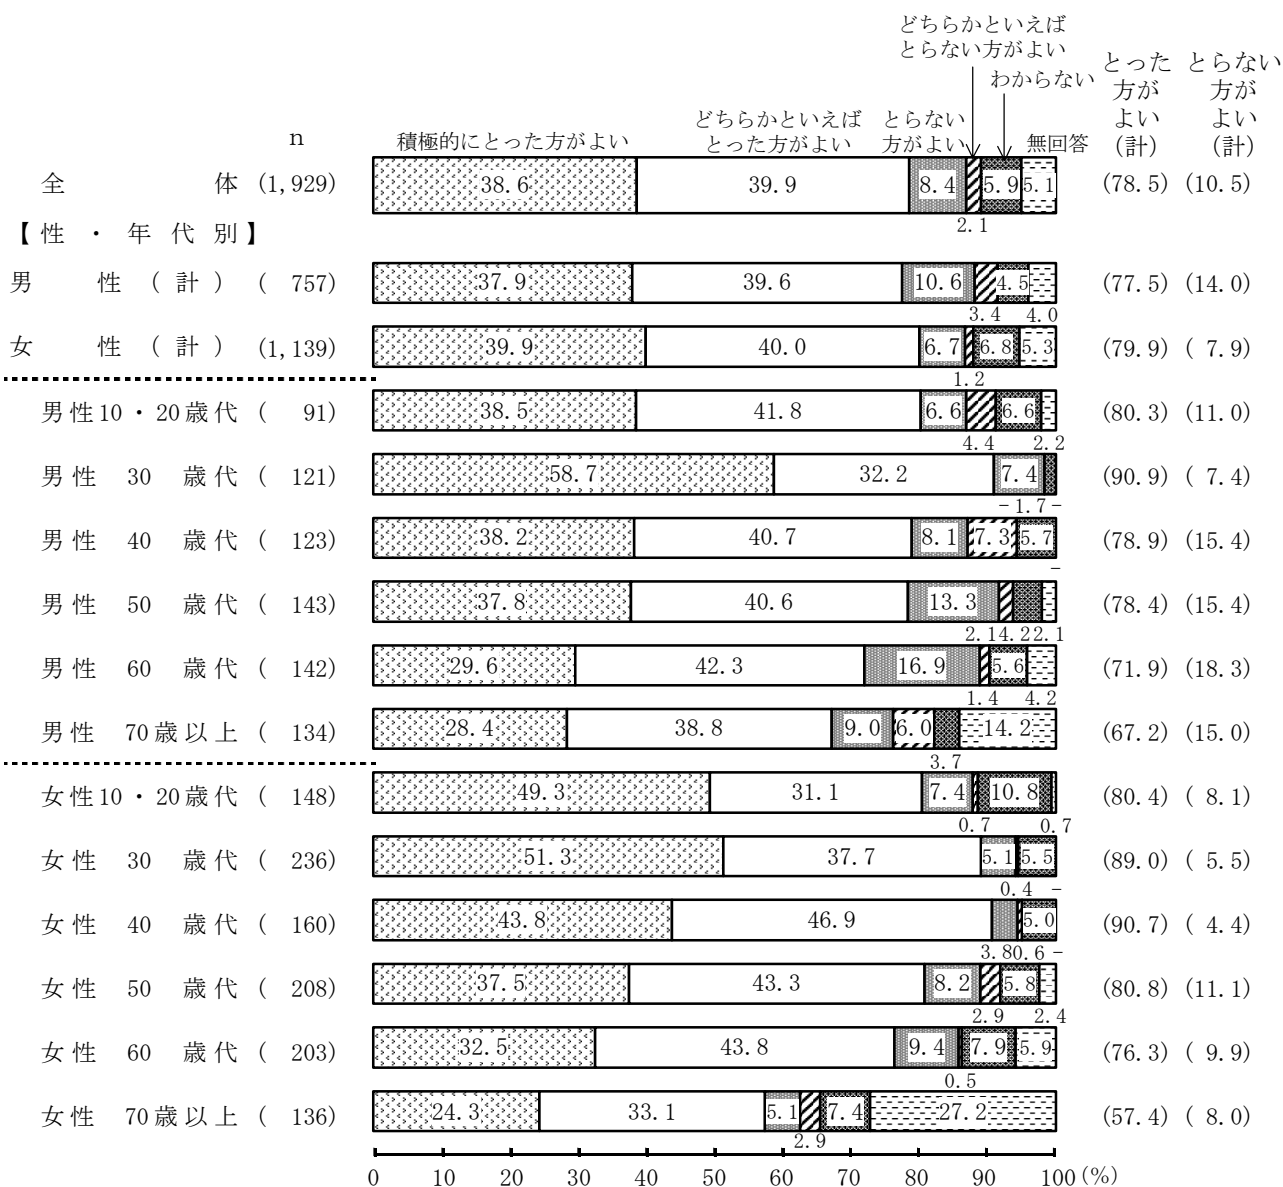 どちらかといえば
とらない方がよい
わからない
とった
方が
よい
(計)
とらない
方が
よい
(計)
n
積極的にとった方がよい
どちらかといえば
とった方がよい
とらない
方がよい
無回答
全 体 (1,929) 38.6 39.9 8.4 5.9 5.1 (78.5) (10.5)
2.1
【性・年代別】
男 性(計) ( 757) 37.9 39.6 10.6 4.5 (77.5) (14.0)
3.4 4.0
女 性(計) (1,139) 39.9 40.0 6.7 6.8 5.3 (79.9) ( 7.9)
1.2
男性10・20歳代 ( 91) 38.5 41.8 6.6 6.6 (80.3) (11.0)
4.4 2.2
男性 30 歳代 ( 121) 58.7 32.2 7.4 (90.9) ( 7.4)
- 1.7 -
男性 40 歳代 ( 123) 38.2 40.7 8.1 7.3 5.7 (78.9) (15.4)
-
男性 50 歳代 ( 143) 37.8 40.6 13.3 (78.4) (15.4)
2.1 4.2 2.1
男性 60 歳代 ( 142) 29.6 42.3 16.9 5.6 (71.9) (18.3)
1.4 4.2
男性 70歳以上 ( 134) 28.4 38.8 9.0 6.0 14.2 (67.2) (15.0)
3.7
女性10・20歳代 ( 148) 49.3 31.1 7.4 10.8 (80.4) ( 8.1)
0.7 0.7
女性 30 歳代 ( 236) 51.3 37.7 5.1 5.5 (89.0) ( 5.5)
0.4 -
女性 40 歳代 ( 160) 43.8 46.9 5.0 (90.7) ( 4.4)
3.8 0.6 -
女性 50 歳代 ( 208) 37.5 43.3 8.2 5.8 (80.8) (11.1)
2.9 2.4
女性 60 歳代 ( 203) 32.5 43.8 9.4 7.9 5.9 (76.3) ( 9.9)
0.5
女性 70歳以上 ( 136) 24.3 33.1 5.1 7.4 27.2 (57.4) ( 8.0)
2.9
0 10 20 30 40 50 60 70 80 90 100 (%)